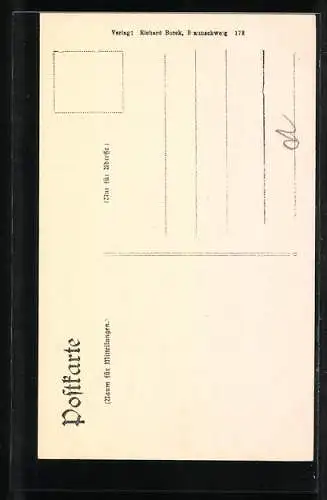 Verlag: Richard Borek, Braunschweig 178
Postkarte
(Raum für Mitteilungen.)
(Nur für Adresse)